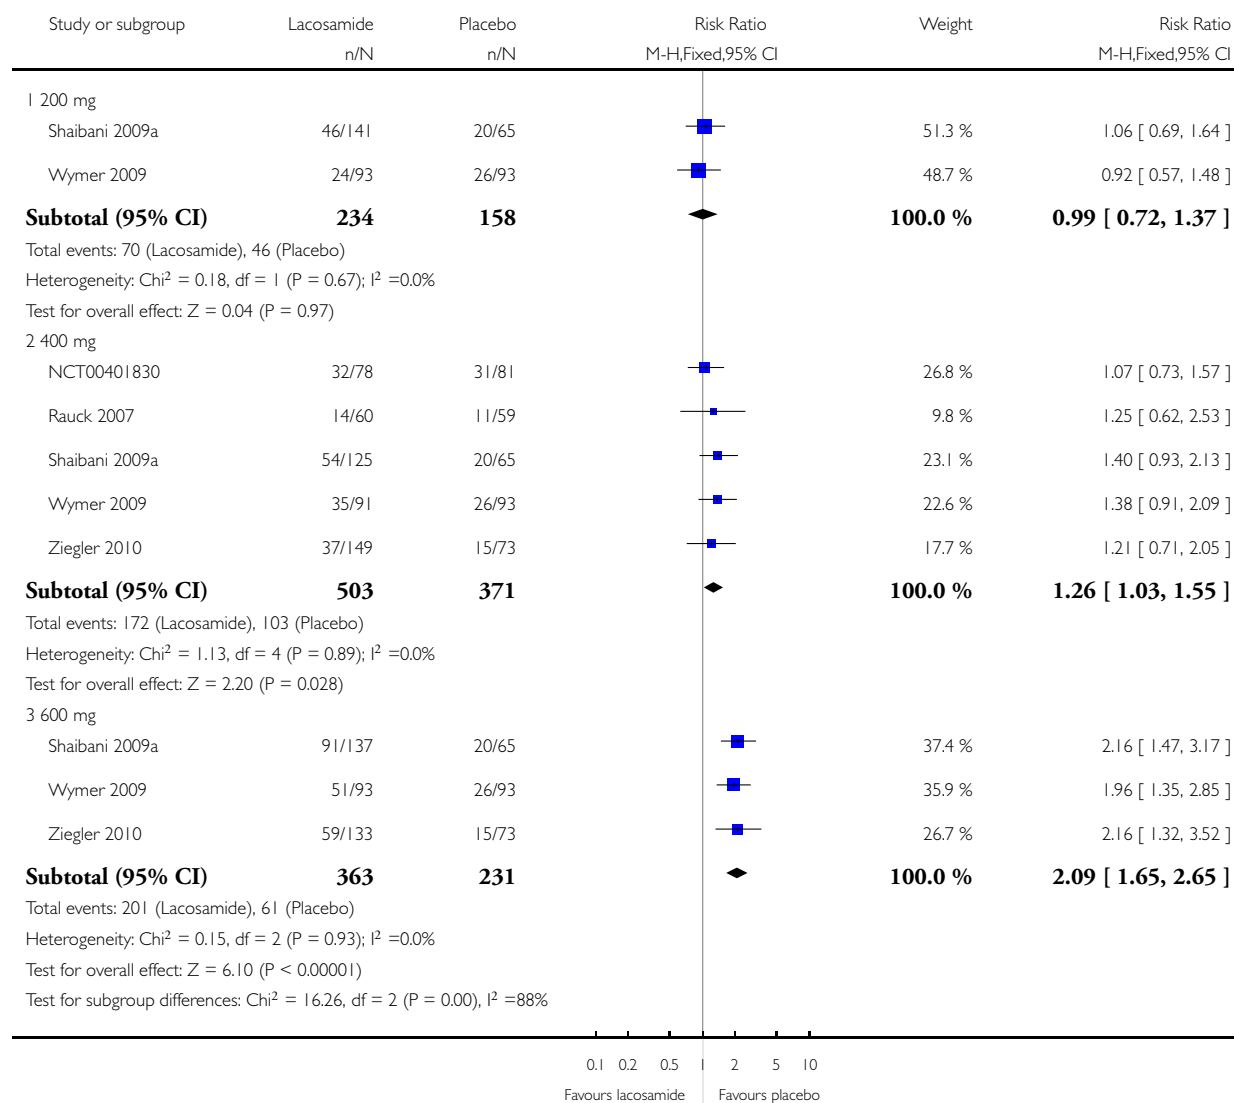 Study or subgroup Lacosamide Placebo Risk Ratio Weight Risk Ratio
n/N n/N M-H,Fixed,95% CI M-H,Fixed,95% CI
1 200 mg
Shaibani 2009a 46/141 20/65 51.3 % 1.06 [ 0.69, 1.64 ]
Wymer 2009 24/93 26/93 48.7 % 0.92 [ 0.57, 1.48 ]
Subtotal (95% CI) 234 158 100.0 % 0.99 [ 0.72, 1.37 ]
Total events: 70 (Lacosamide), 46 (Placebo)
Heterogeneity: Chi² = 0.18, df = 1 (P = 0.67); I² =0.0%
Test for overall effect: Z = 0.04 (P = 0.97)
2 400 mg
NCT00401830 32/78 31/81 26.8 % 1.07 [ 0.73, 1.57 ]
Rauck 2007 14/60 11/59 9.8 % 1.25 [ 0.62, 2.53 ]
Shaibani 2009a 54/125 20/65 23.1 % 1.40 [ 0.93, 2.13 ]
Wymer 2009 35/91 26/93 22.6 % 1.38 [ 0.91, 2.09 ]
Ziegler 2010 37/149 15/73 17.7 % 1.21 [ 0.71, 2.05 ]
Subtotal (95% CI) 503 371 100.0 % 1.26 [ 1.03, 1.55 ]
Total events: 172 (Lacosamide), 103 (Placebo)
Heterogeneity: Chi² = 1.13, df = 4 (P = 0.89); I² =0.0%
Test for overall effect: Z = 2.20 (P = 0.028)
3 600 mg
Shaibani 2009a 91/137 20/65 37.4 % 2.16 [ 1.47, 3.17 ]
Wymer 2009 51/93 26/93 35.9 % 1.96 [ 1.35, 2.85 ]
Ziegler 2010 59/133 15/73 26.7 % 2.16 [ 1.32, 3.52 ]
Subtotal (95% CI) 363 231 100.0 % 2.09 [ 1.65, 2.65 ]
Total events: 201 (Lacosamide), 61 (Placebo)
Heterogeneity: Chi² = 0.15, df = 2 (P = 0.93); I² =0.0%
Test for overall effect: Z = 6.10 (P < 0.00001)
Test for subgroup differences: Chi² = 16.26, df = 2 (P = 0.00), I² =88%
0.1 0.2 0.5 1 2 5 10
Favours lacosamide Favours placebo